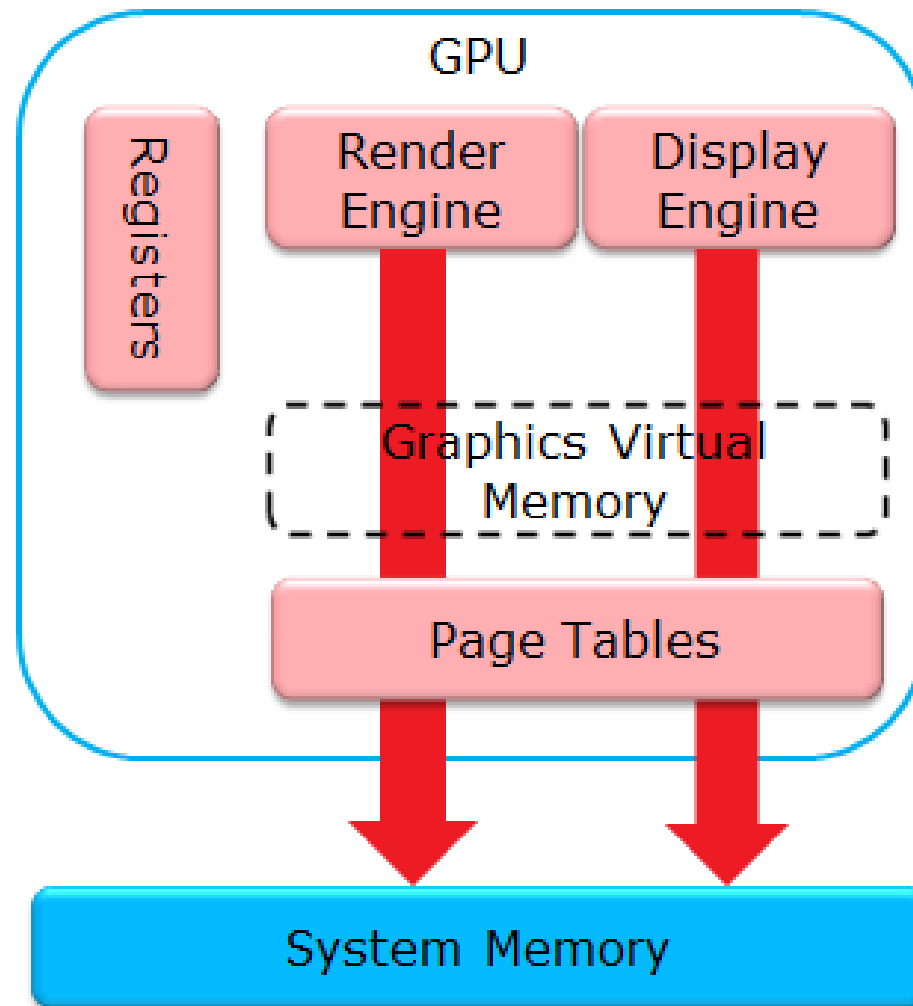 GPU
Registers
Render
Engine
Display
Engine
Graphics Virtual
Memory
Page Tables
System Memory